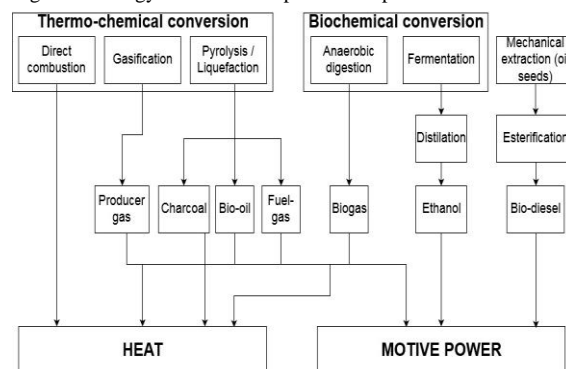 Thermo-chemical conversion
Biochemical conversion
Direct
combustion
Gasification
Pyrolysis /
Liquefaction
Anaerobic
digestion
Fermentation
Mechanical
extraction (oi
seeds)
Distilation
Esterification
Producer
gas
Charcoal
Bio-oil
Fuel-
gas
Biogas
Ethanol
Bio-diesel
HEAT
MOTIVE POWER